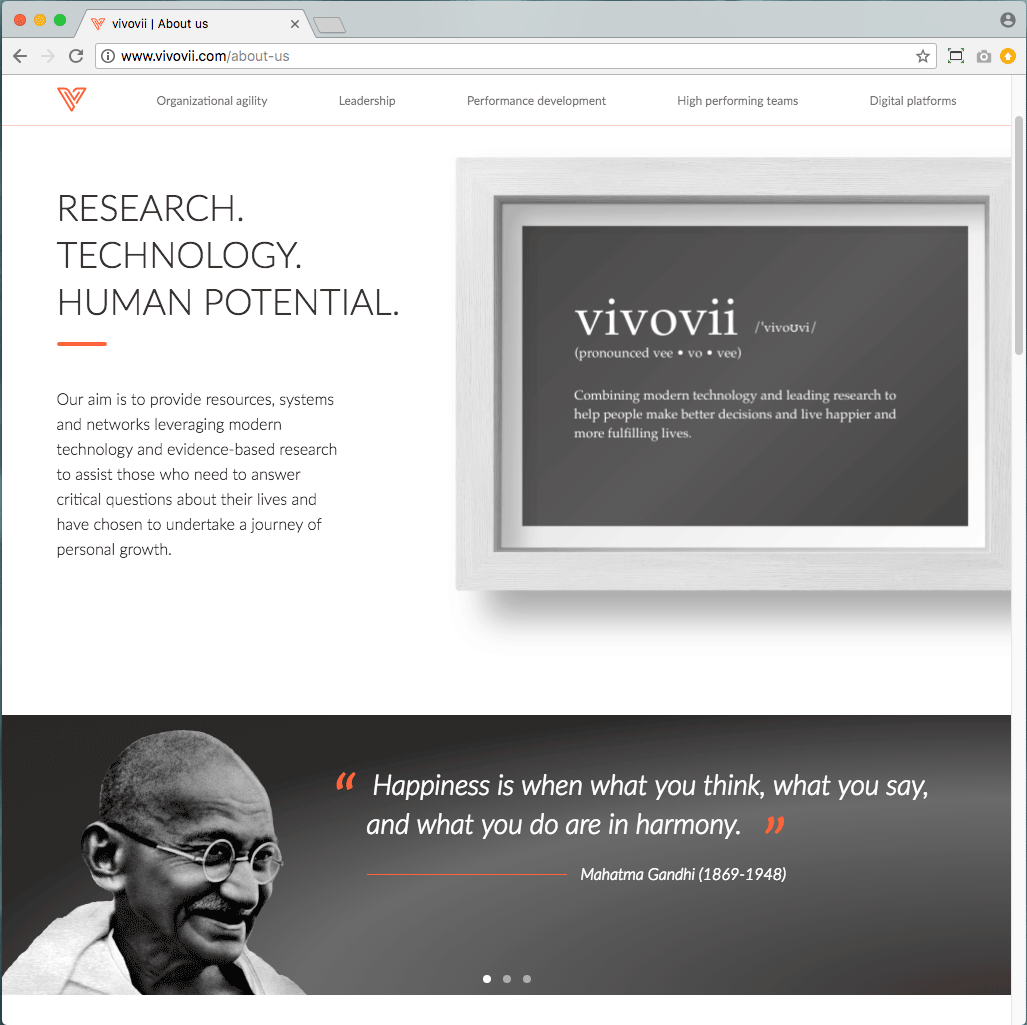 vivovii | About us
www.vivovii.com/about-us
Organizational agility
Leadership
Performance development
High performing teams
Digital platforms
RESEARCH.
TECHNOLOGY.
HUMAN POTENTIAL.
Our aim is to provide resources, systems
and networks leveraging modern
technology and evidence-based research
to assist those who need to answer
critical questions about their lives and
have chosen to undertake a journey of
personal growth.
vivovii /ˈvivoʊvi/
(pronounced vee • vo • vee)
Combining modern technology and leading research to
help people make better decisions and live happier and
more fulfilling lives.
“ Happiness is when what you think, what you say,
and what you do are in harmony. ”
Mahatma Gandhi (1869-1948)